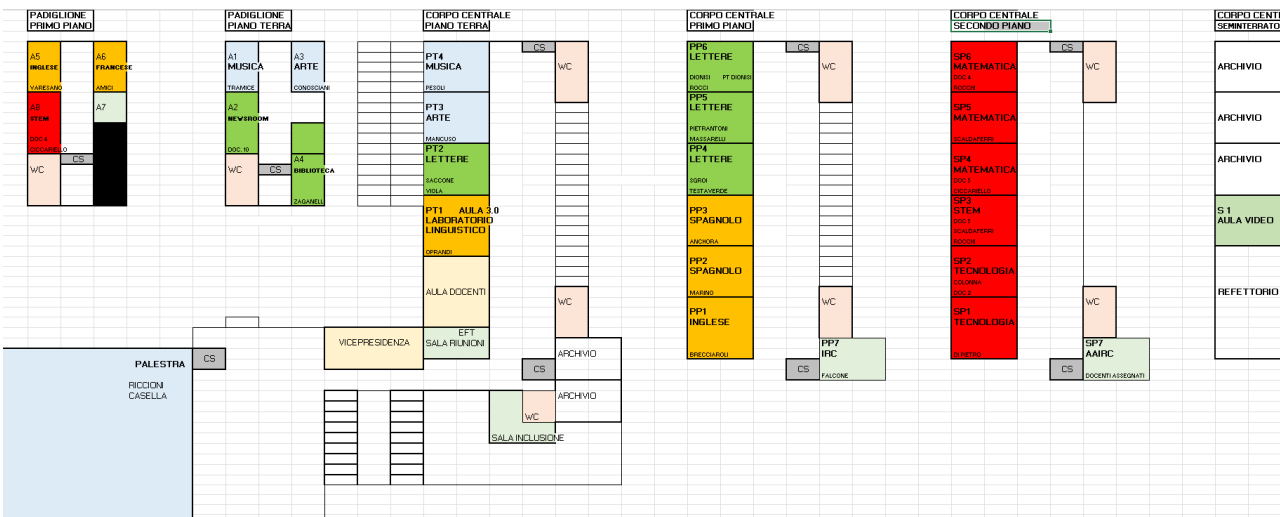 PADIGLIONE
PRIMO PIANO
A5
INGLESE
VARESANO
A6
FRANCESE
AMICI
A8
STEM
DOC 4
CICCARIELLO
A7
WC
CS
PADIGLIONE
PIANO TERRA
A1
MUSICA
TRAMICE
A3
ARTE
CONOSCIANI
A2
NEWSROOM
DOC. 10
WC
CS
A4
BIBLIOTECA
ZAGANELL
CORPO CENTRALE
PIANO TERRA
CS
WC
PT4
MUSICA
PESOLI
PT3
ARTE
MANCUSO
PT2
LETTERE
SACCONE
VIOLA
PT1 AULA 3.0
LABORATORIO
LINGUISTICO
OPRANDI
AULA DOCENTI
WC
VICEPRESIDENZA
EFT
SALA RIUNIONI
ARCHIVIO
CS
ARCHIVIO
WC
SALA INCLUSIONE
CS
PALESTRA
RICCIONI
CASELLA
CORPO CENTRALE
PRIMO PIANO
CS
WC
PP6
LETTERE
DIONISI PT DIONISI
ROCCI
PP5
LETTERE
PIETRANTONI
MASSARELLI
PP4
LETTERE
SGROI
TESTAVERDE
PP3
SPAGNOLO
ANCHORA
PP2
SPAGNOLO
MARINO
PP1
INGLESE
BRECCIAROLI
WC
PP7
IRC
FALCONE
CS
CORPO CENTRALE
SECONDO PIANO
CS
WC
SP6
MATEMATICA
DOC 4
ROCCHI
SP5
MATEMATICA
SCALDAFERRI
SP4
MATEMATICA
DOC 5
CICCARIELLO
SP3
STEM
DOC 5
SCALDAFERRI
ROCCHI
SP2
TECNOLOGIA
COLONNA
DOC 2
SP1
TECNOLOGIA
DI PIETRO
WC
SP7
AAIRC
DOCENTI ASSEGNATI
CS
CORPO CENT
SEMINTERRATO
ARCHIVIO
ARCHIVIO
ARCHIVIO
S 1
AULA VIDEO
REFETTORIO